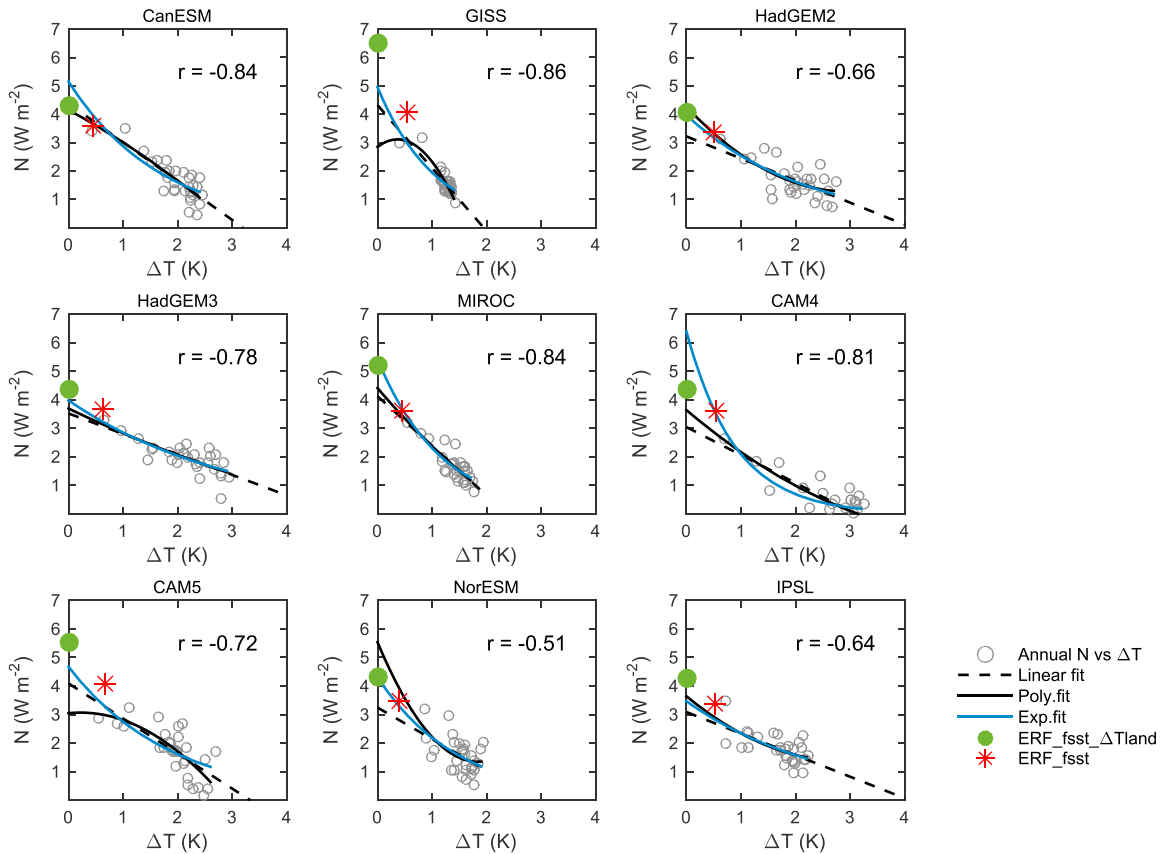 CanESM
GISS
HadGEM2
7
6
5
4
3
2
1
0 1 2 3 4
N (W m-2)
ΔT (K)
r = -0.84
7
6
5
4
3
2
1
0 1 2 3 4
N (W m-2)
ΔT (K)
r = -0.86
7
6
5
4
3
2
1
0 1 2 3 4
N (W m-2)
ΔT (K)
r = -0.66
HadGEM3
MIROC
CAM4
7
6
5
4
3
2
1
0 1 2 3 4
N (W m-2)
ΔT (K)
r = -0.78
7
6
5
4
3
2
1
0 1 2 3 4
N (W m-2)
ΔT (K)
r = -0.84
7
6
5
4
3
2
1
0 1 2 3 4
N (W m-2)
ΔT (K)
r = -0.81
CAM5
NorESM
IPSL
7
6
5
4
3
2
1
0 1 2 3 4
N (W m-2)
ΔT (K)
r = -0.72
7
6
5
4
3
2
1
0 1 2 3 4
N (W m-2)
ΔT (K)
r = -0.51
7
6
5
4
3
2
1
0 1 2 3 4
N (W m-2)
ΔT (K)
r = -0.64
Annual N vs ΔT
Linear fit
Poly.fit
Exp.fit
ERF_fsst_ΔTland
ERF_fsst